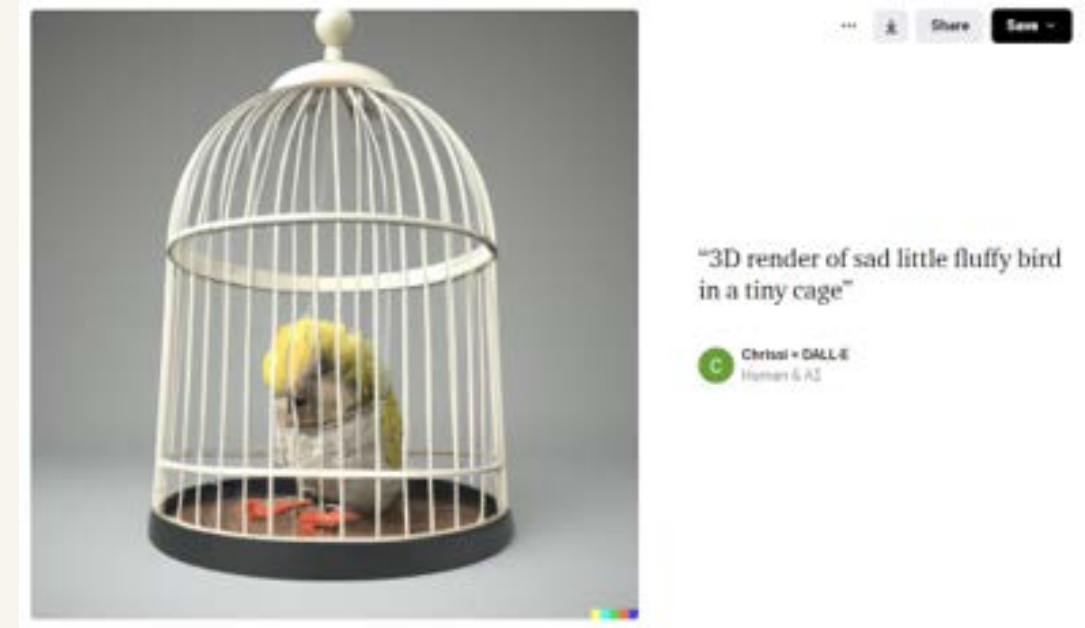 Share
Save
“3D render of sad little fluffy bird
in a tiny cage”
C
Chrissi × DALL·E
Human & AI